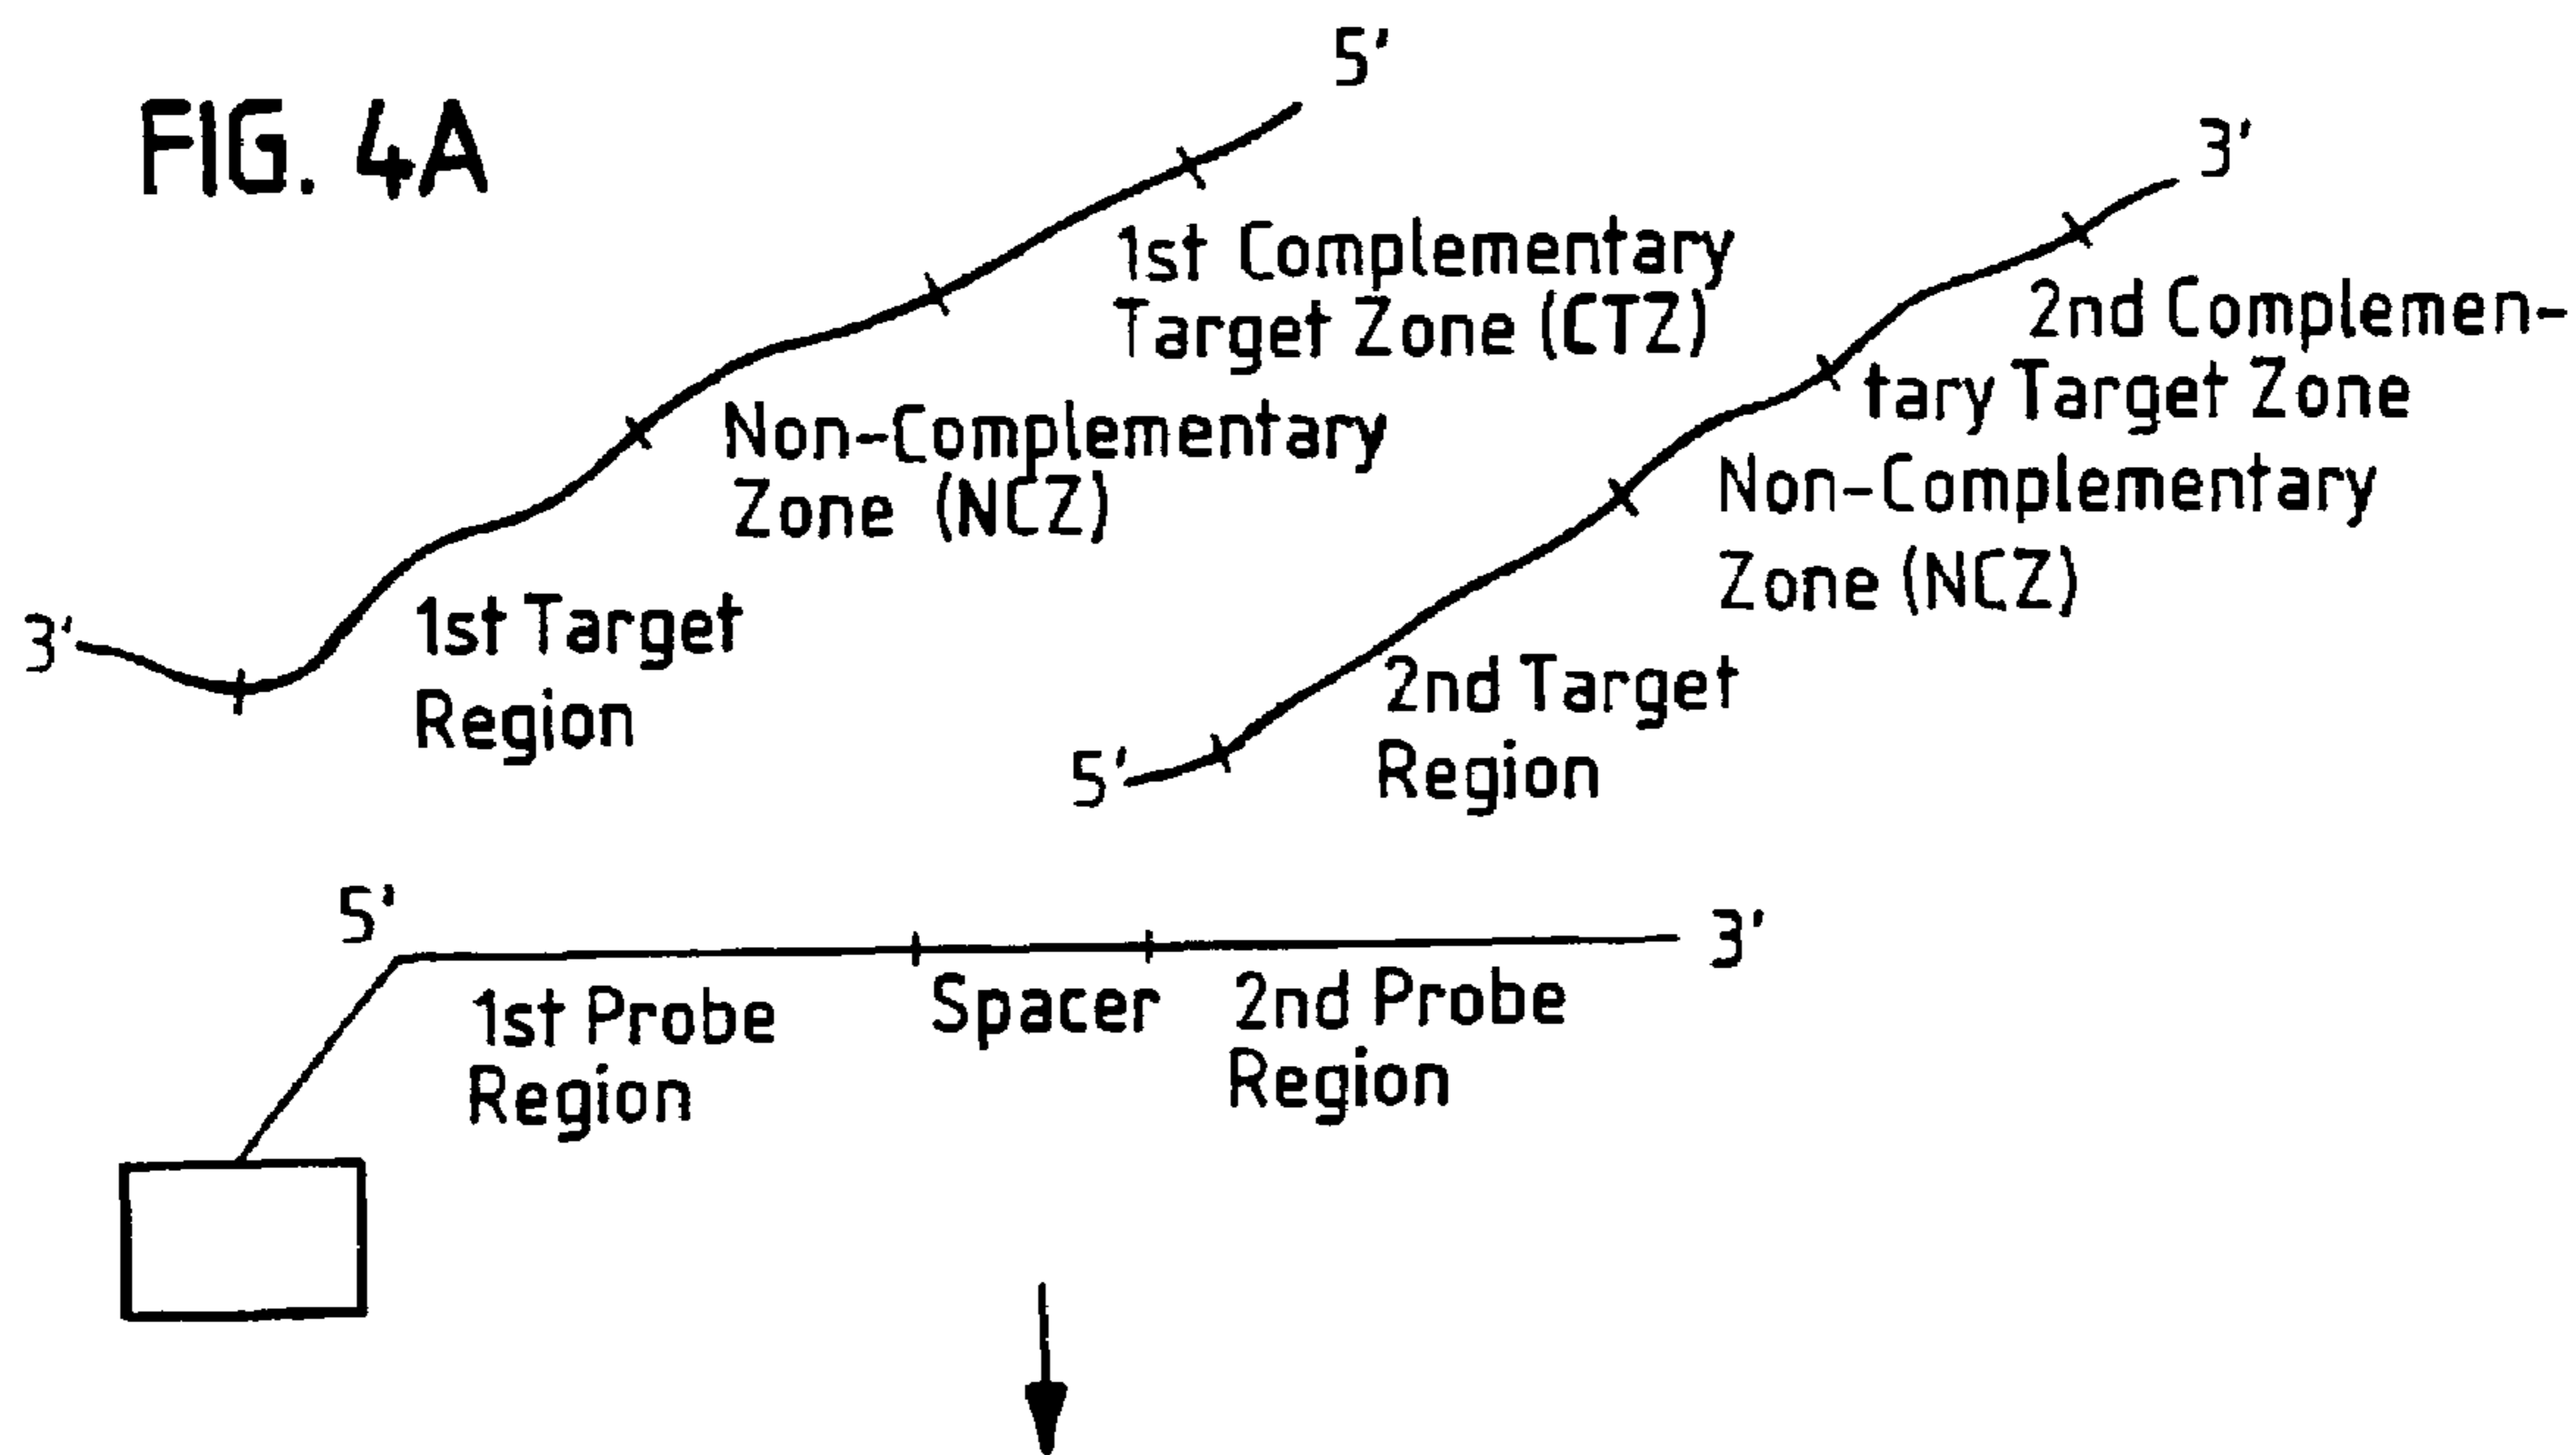 FIG. 4A
5'
3'
1st Complementary
Target Zone (CTZ)
2nd Complemen-
tary Target Zone
Non-Complementary
Zone (NCZ)
Non-Complementary
Zone (NCZ)
3'
1st Target
Region
2nd Target
Region
5'
5'
3'
1st Probe
Region
Spacer
2nd Probe
Region